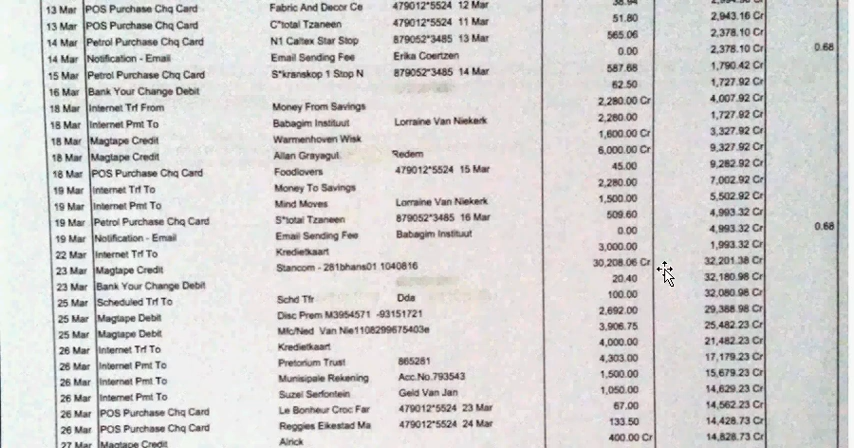 13 Mar POS Purchase Chq Card Fabric And Decor Ce 479012*5524 12 Mar 38.94
13 Mar POS Purchase Chq Card C*total Tzaneen 479012*5524 11 Mar 51.80 2,943.16 Cr
14 Mar Petrol Purchase Chq Card N1 Caltex Star Stop 879052*3485 13 Mar 565.06 2,378.10 Cr
14 Mar Notification - Email Email Sending Fee Erika Coertzen 0.00 2,378.10 Cr 0.68
15 Mar Petrol Purchase Chq Card S*kranskop 1 Stop N 879052*3485 14 Mar 587.68 1,790.42 Cr
16 Mar Bank Your Change Debit 62.50 1,727.92 Cr
18 Mar Internet Trf From Money From Savings 2,280.00 Cr 4,007.92 Cr
18 Mar Internet Pmt To Babagim Instituut Lorraine Van Niekerk 2,280.00 1,727.92 Cr
18 Mar Magtape Credit Warmenhoven Wisk 1,600.00 Cr 3,327.92 Cr
18 Mar Magtape Credit Allan Grayagut Redem 6,000.00 Cr 9,327.92 Cr
18 Mar POS Purchase Chq Card Foodlovers 479012*5524 15 Mar 45.00 9,282.92 Cr
19 Mar Internet Trf To Money To Savings 2,280.00 7,002.92 Cr
19 Mar Internet Pmt To Mind Moves Lorraine Van Niekerk 1,500.00 5,502.92 Cr
19 Mar Petrol Purchase Chq Card S*total Tzaneen 879052*3485 16 Mar 509.60 4,993.32 Cr
19 Mar Notification - Email Email Sending Fee Babagim Instituut 0.00 4,993.32 Cr 0.68
22 Mar Internet Trf To Kredietkaart 3,000.00 1,993.32 Cr
23 Mar Magtape Credit Stancom - 281bhans01 1040816 30,208.06 Cr 32,201.38 Cr
23 Mar Bank Your Change Debit 20.40 32,180.98 Cr
25 Mar Scheduled Trf To Schd Tfr Dda 100.00 32,080.98 Cr
25 Mar Magtape Debit Disc Prem M3954571 -93151721 2,692.00 29,388.98 Cr
25 Mar Magtape Debit Mfc/Ned Van Nie1108299675403e 3,906.75 25,482.23 Cr
26 Mar Internet Trf To Kredietkaart 4,000.00 21,482.23 Cr
26 Mar Internet Pmt To Pretorium Trust 865281 4,303.00 17,179.23 Cr
26 Mar Internet Pmt To Munisipale Rekening Acc.No.793543 1,500.00 15,679.23 Cr
26 Mar Internet Pmt To Suzel Serfontein Geld Van Jan 1,050.00 14,629.23 Cr
26 Mar POS Purchase Chq Card Le Bonheur Croc Far 479012*5524 23 Mar 67.00 14,562.23 Cr
26 Mar POS Purchase Chq Card Reggies Eikestad Ma 479012*5524 24 Mar 133.50 14,428.73 Cr
27 Mar Magtape Credit Alrick 400.00 Cr 14,828.73 Cr